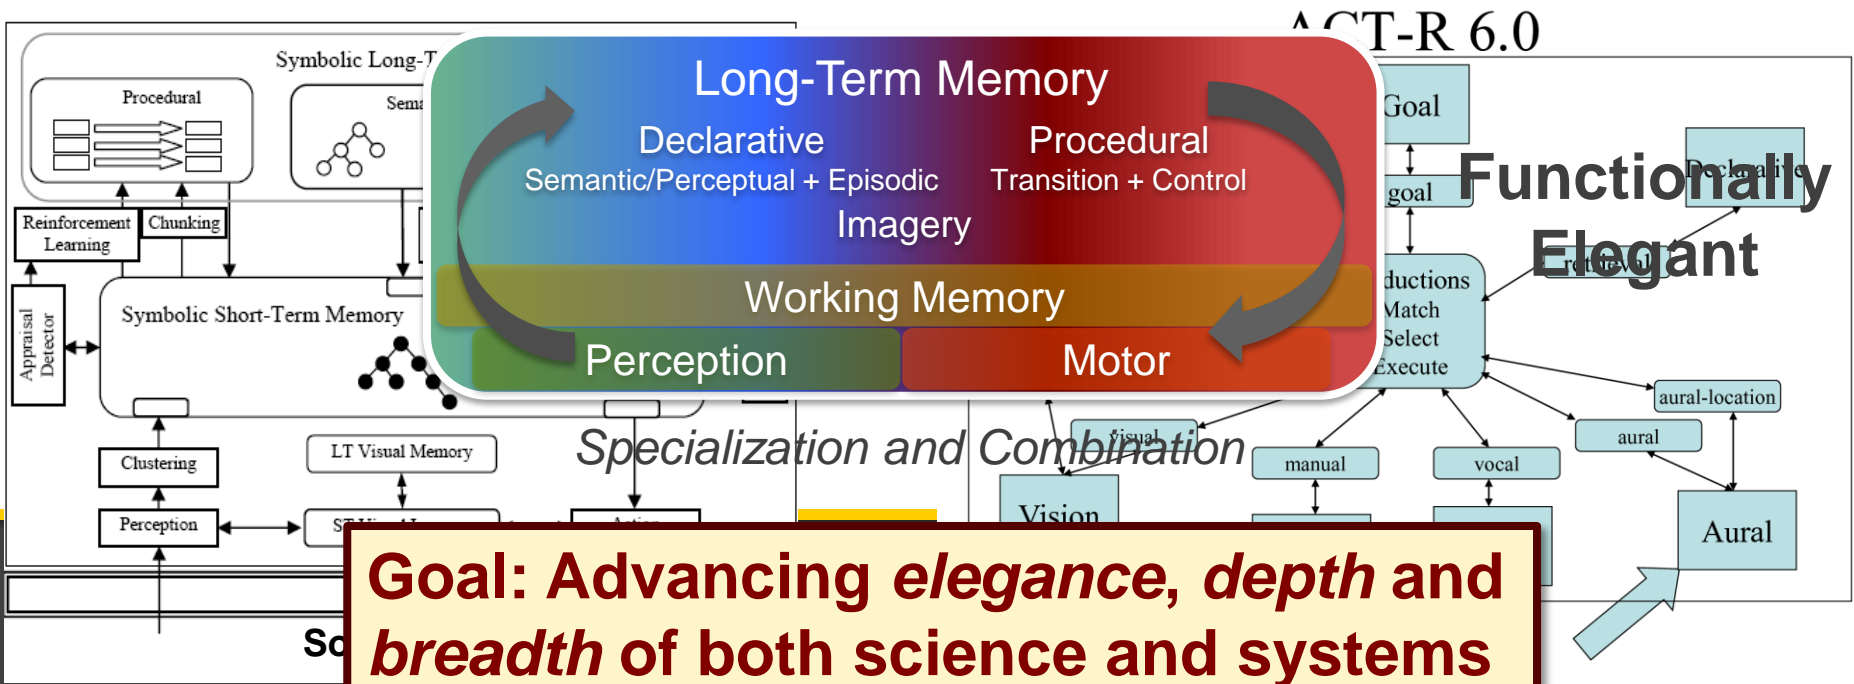 ACT-R 6.0
Symbolic Long-T
Procedural
Sema
Reinforcement
Learning
Chunking
Appraisal
Detector
Symbolic Short-Term Memory
Clustering
LT Visual Memory
Perception
Long-Term Memory
Declarative
Procedural
Semantic/Perceptual + Episodic
Transition + Control
Imagery
Working Memory
Perception
Motor
Specialization and Combination
Goal
goal
Functionally
Elegant
Declarative
retrieval
ductions
Match
Select
Execute
visual
manual
vocal
aural
aural-location
Vision
Aural
Goal: Advancing elegance, depth and
breadth of both science and systems
So